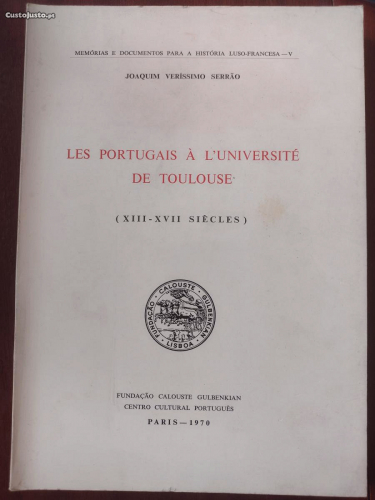 CustoJusto.pt
MEMÓRIAS E DOCUMENTOS PARA A HISTÓRIA LUSO-FRANCESA — V
JOAQUIM VERÍSSIMO SERRÃO
LES PORTUGAIS À L'UNIVERSITÉ
DE TOULOUSE
(XIII-XVII SIÈCLES)
FUNDAÇÃO · CALOUSTE · GULBENKIAN ·
LISBOA
FUNDAÇÃO CALOUSTE GULBENKIAN
CENTRO CULTURAL PORTUGUÊS
PARIS — 1970